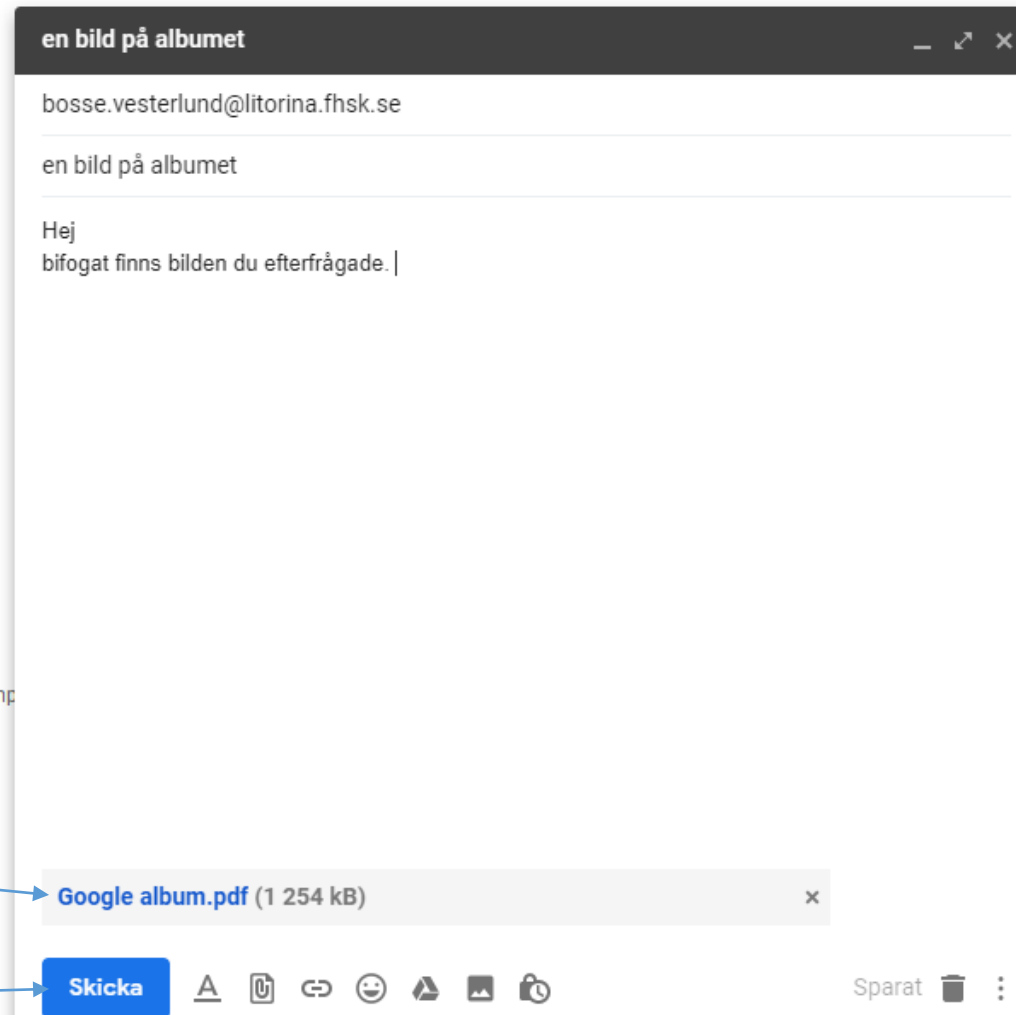 en bild på albumet
bosse.vesterlund@litorina.fhsk.se
en bild på albumet
Hej
bifogat finns bilden du efterfrågade.
Google album.pdf (1 254 kB)
Skicka
Sparat